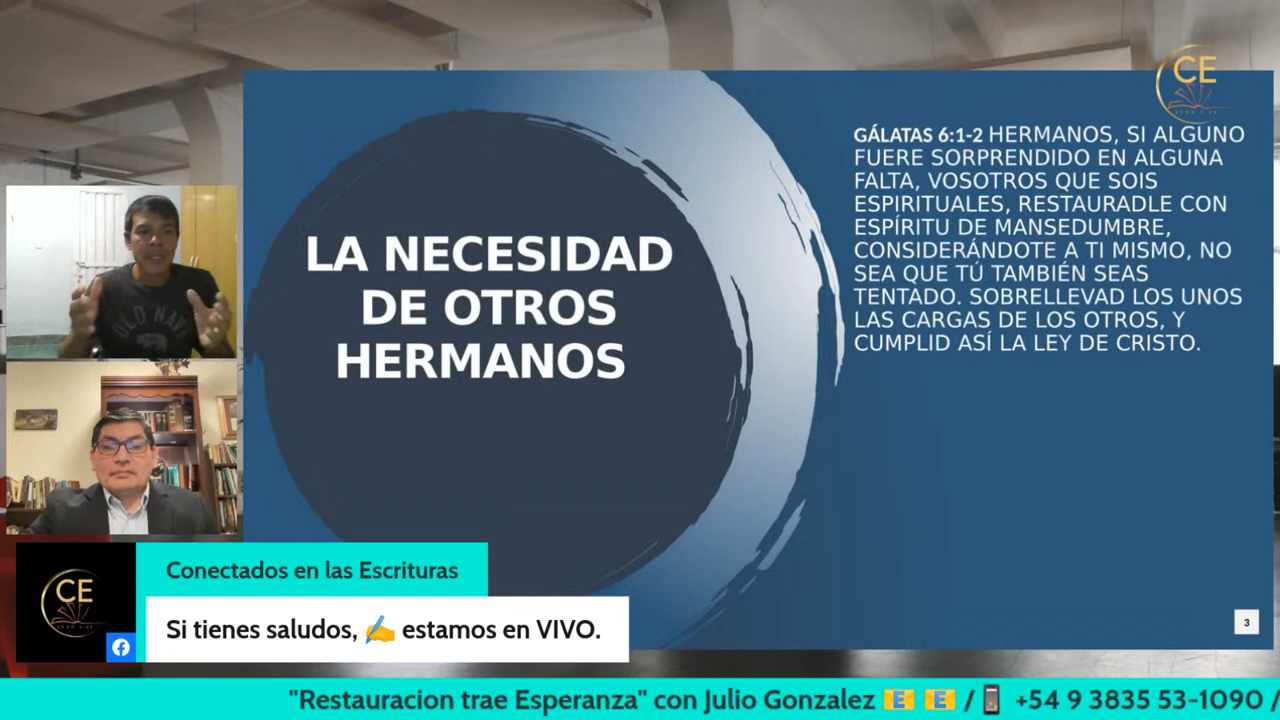 CE
GÁLATAS 6:1-2 HERMANOS, SI ALGUNO
FUERE SORPRENDIDO EN ALGUNA
FALTA, VOSOTROS QUE SOIS
ESPIRITUALES, RESTAURADLE CON
ESPÍRITU DE MANSEDUMBRE,
CONSIDERÁNDOTE A TI MISMO, NO
SEA QUE TÚ TAMBIÉN SEAS
TENTADO. SOBRELLEVAD LOS UNOS
LAS CARGAS DE LOS OTROS, Y
CUMPLID ASÍ LA LEY DE CRISTO.
LA NECESIDAD
DE OTROS
HERMANOS
OLD NAVY
3
CE
Conectados en las Escrituras
Si tienes saludos, ✍️ estamos en VIVO.
"Restauracion trae Esperanza" con Julio Gonzalez 📧 📧 / 📱 +54 9 3835 53-1090 /